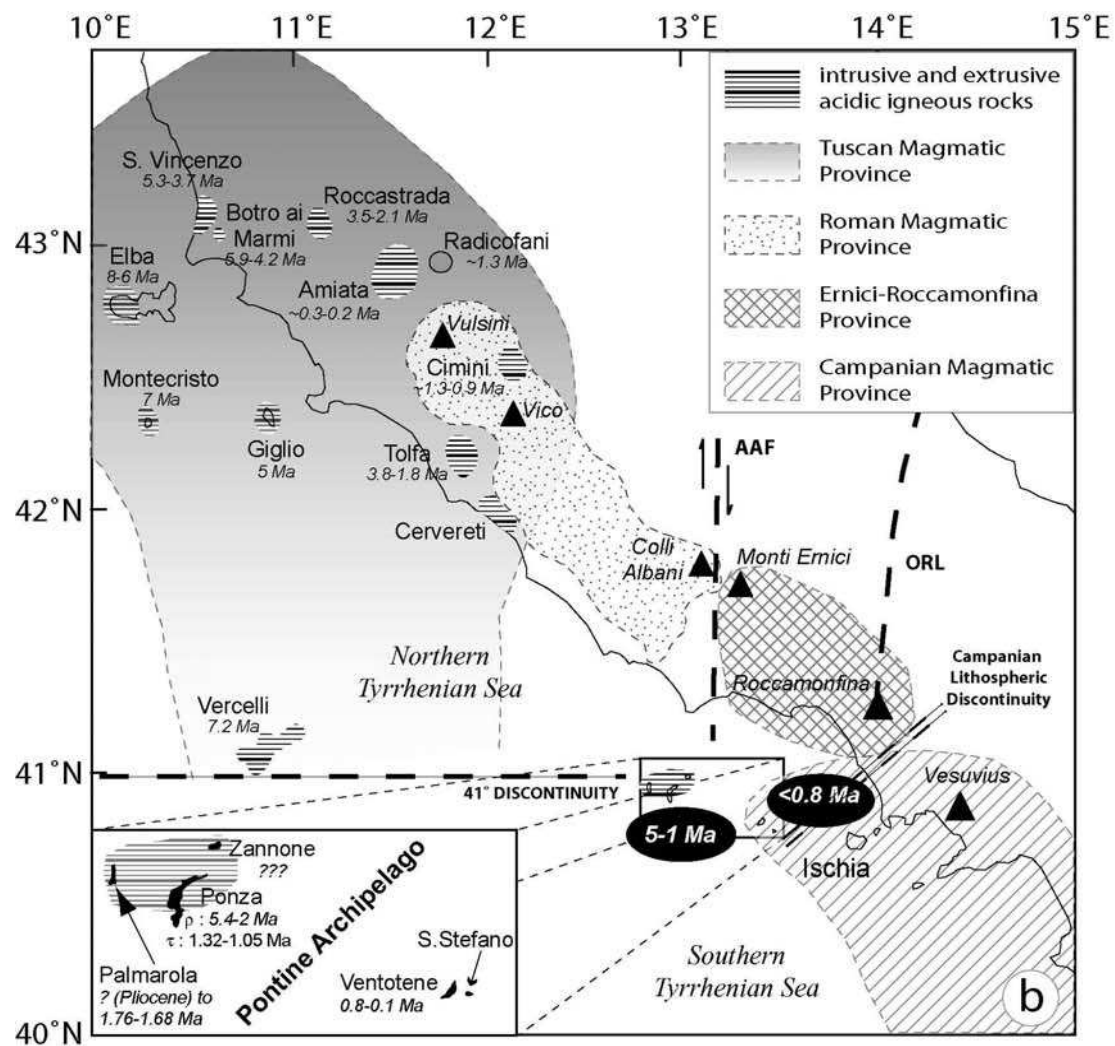 10˚E 11˚E 12˚E 13˚E 14˚E 15˚E
43˚N
42˚N
41˚N
40˚N
intrusive and extrusive
acidic igneous rocks
Tuscan Magmatic
Province
Roman Magmatic
Province
Ernici-Roccamonfina
Province
Campanian Magmatic
Province
S. Vincenzo
5.3-3.7 Ma
Botro ai
Marmi
5.9-4.2 Ma
Roccastrada
3.5-2.1 Ma
Radicofani
~1.3 Ma
Elba
8-6 Ma
Amiata
~0.3-0.2 Ma
Vulsini
Cimini
~1.3-0.9 Ma
Vico
Montecristo
7 Ma
Giglio
5 Ma
Tolfa
3.8-1.8 Ma
Cervereti
AAF
Colli
Albani
Monti Ernici
ORL
Northern
Tyrrhenian Sea
Roccamonfina
Campanian
Lithospheric
Discontinuity
Vercelli
7.2 Ma
41˚ DISCONTINUITY
Vesuvius
<0.8 Ma
5-1 Ma
Ischia
Zannone
???
Ponza
ρ : 5.4-2 Ma
τ : 1.32-1.05 Ma
Palmarola
? (Pliocene) to
1.76-1.68 Ma
Pontine Archipelago
S.Stefano
Ventotene
0.8-0.1 Ma
Southern
Tyrrhenian Sea
b